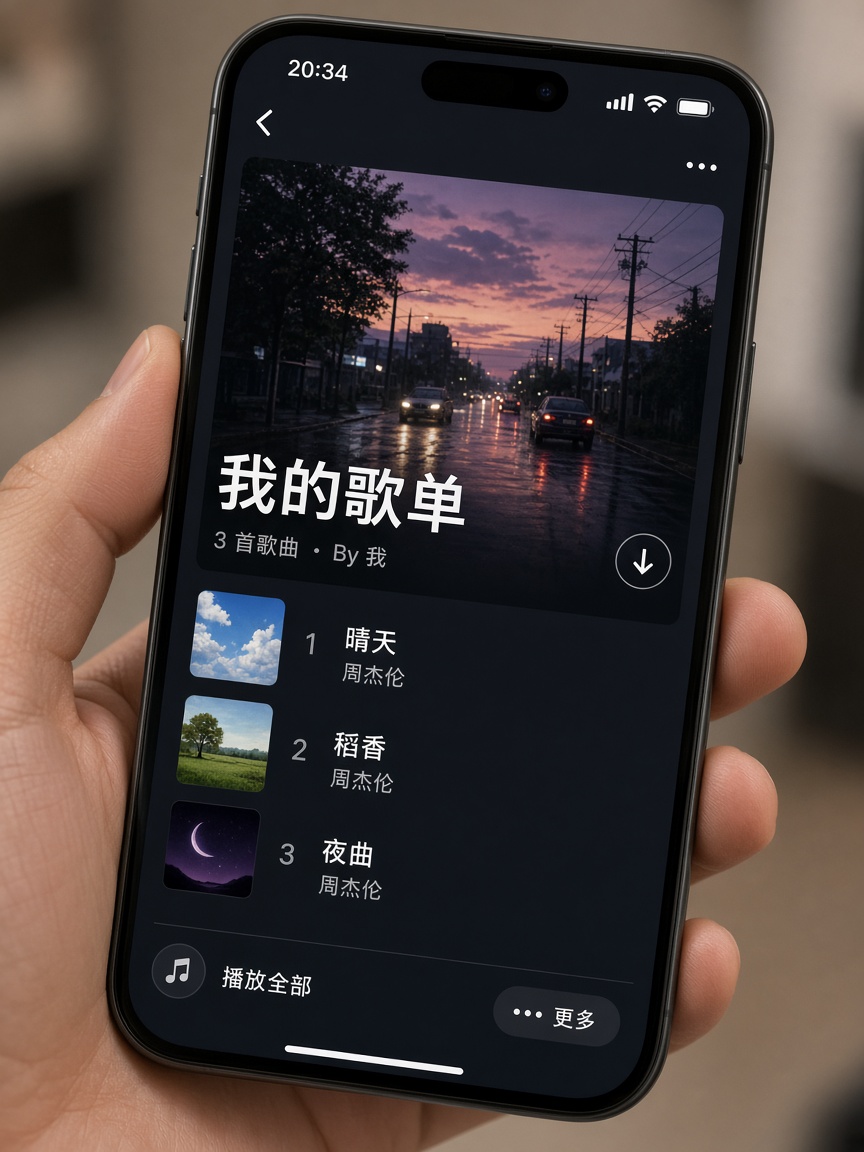 20:34
我的歌单
3 首歌曲 • By 我
1 晴天
周杰伦
2 稻香
周杰伦
3 夜曲
周杰伦
播放全部
••• 更多